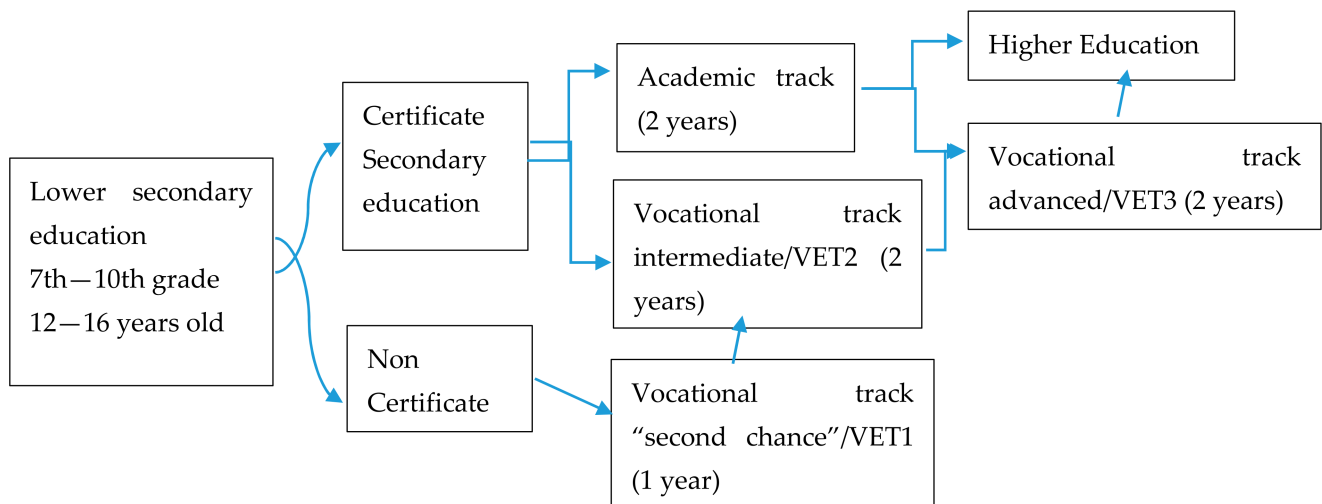 Lower secondary
education
7th—10th grade
12—16 years old
Certificate
Secondary
education
Non
Certificate
Academic track
(2 years)
Vocational track
intermediate/VET2 (2
years)
Vocational track
“second chance”/VET1
(1 year)
Higher Education
Vocational track
advanced/VET3 (2 years)